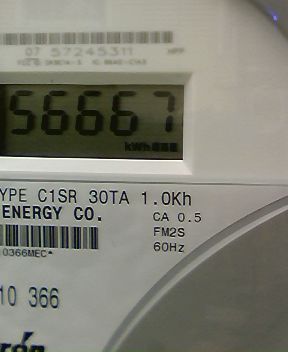 07 57245311
56667
kWh
YPE C1SR 30TA 1.0Kh
ENERGY CO.
CA 0.5
FM2S
60Hz
0366MEC*
10 366
rón